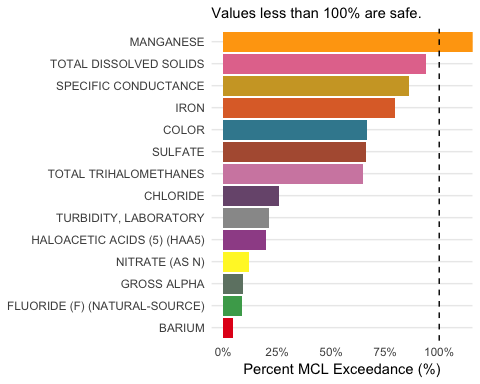 Values less than 100% are safe.
MANGANESE
TOTAL DISSOLVED SOLIDS
SPECIFIC CONDUCTANCE
IRON
COLOR
SULFATE
TOTAL TRIHALOMETHANES
CHLORIDE
TURBIDITY, LABORATORY
HALOACETIC ACIDS (5) (HAA5)
NITRATE (AS N)
GROSS ALPHA
FLUORIDE (F) (NATURAL-SOURCE)
BARIUM
0% 25% 50% 75% 100%
Percent MCL Exceedance (%)